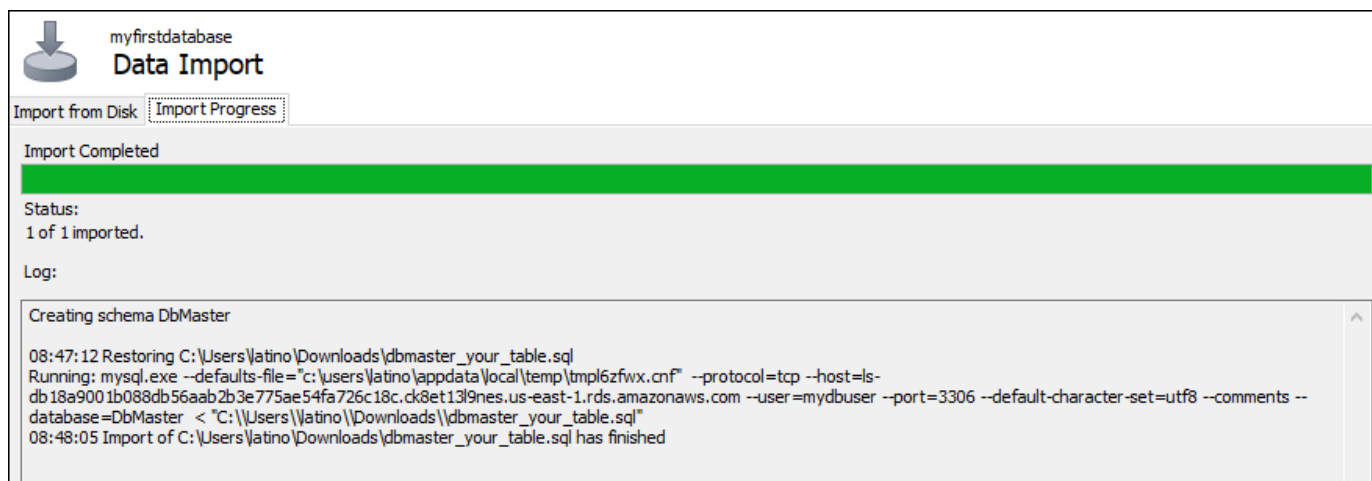 myfirstdatabase
Data Import
Import from Disk Import Progress
Import Completed
Status:
1 of 1 imported.
Log:
Creating schema DbMaster
08:47:12 Restoring C:\Users\latino\Downloads\dbmaster_your_table.sql
Running: mysql.exe --defaults-file="c:\users\latino\appdata\local\temp\tmpl6zfwx.cnf"  --protocol=tcp --host=ls-
db18a9001b088db56aab2b3e775ae54fa726c18c.ck8et13l9nes.us-east-1.rds.amazonaws.com --user=mydbuser --port=3306 --default-character-set=utf8 --comments --
database=DbMaster  < "C:\\Users\\latino\\Downloads\\dbmaster_your_table.sql"
08:48:05 Import of C:\Users\latino\Downloads\dbmaster_your_table.sql has finished